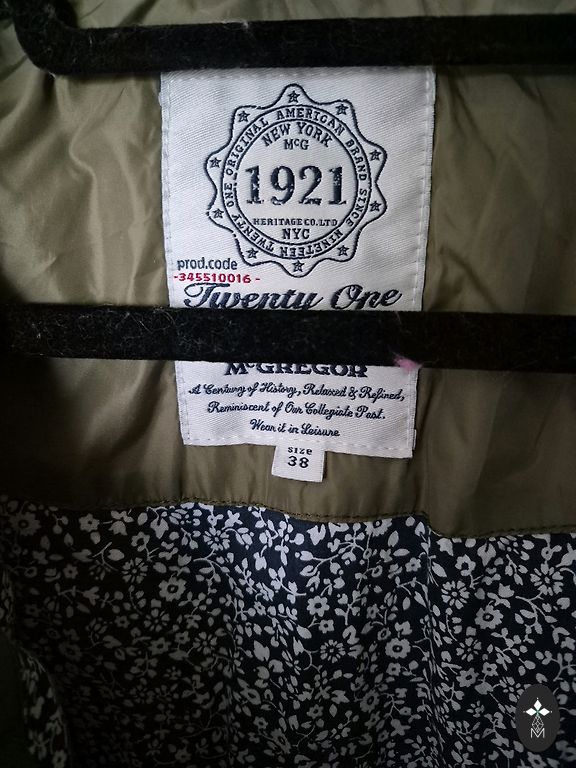 ORIGINAL AMERICAN BRAND SINCE NINETEEN TWENTY ONE
NEW YORK
McG
1921
HERITAGE CO. LTD
NYC
prod.code
-345510016-
Twenty One
McGREGOR
A Century of History, Relaxed & Refined,
Reminiscent of Our Collegiate Past.
Wear it in Leisure
SIZE
38
M